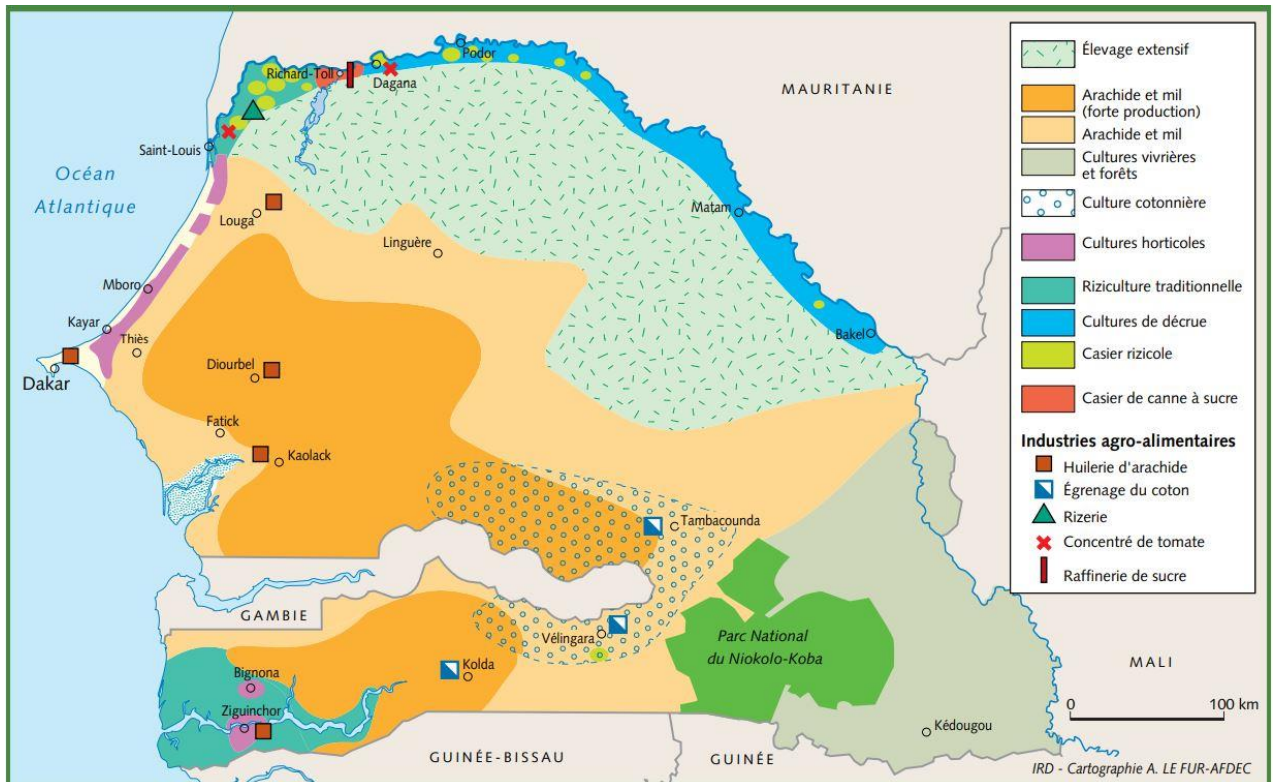 Podor
Richard-Toll
Dagana
MAURITANIE
Saint-Louis
Océan
Atlantique
Louga
Matam
Linguère
Mboro
Kayar
Thiès
Bakel
Dakar
Diourbel
Fatick
Kaolack
Tambacounda
GAMBIE
Vélingara
Parc National
du Niokolo-Koba
Kolda
Bignona
Ziguinchor
Kédougou
MALI
GUINÉE-BISSAU
GUINÉE
Élevage extensif
Arachide et mil
(forte production)
Arachide et mil
Cultures vivrières
et forêts
Culture cotonnière
Cultures horticoles
Riziculture traditionnelle
Cultures de décrue
Casier rizicole
Casier de canne à sucre
Industries agro-alimentaires
Huilerie d'arachide
Égrenage du coton
Rizerie
Concentré de tomate
Raffinerie de sucre
0 100 km
IRD - Cartographie A. LE FUR-AFDEC